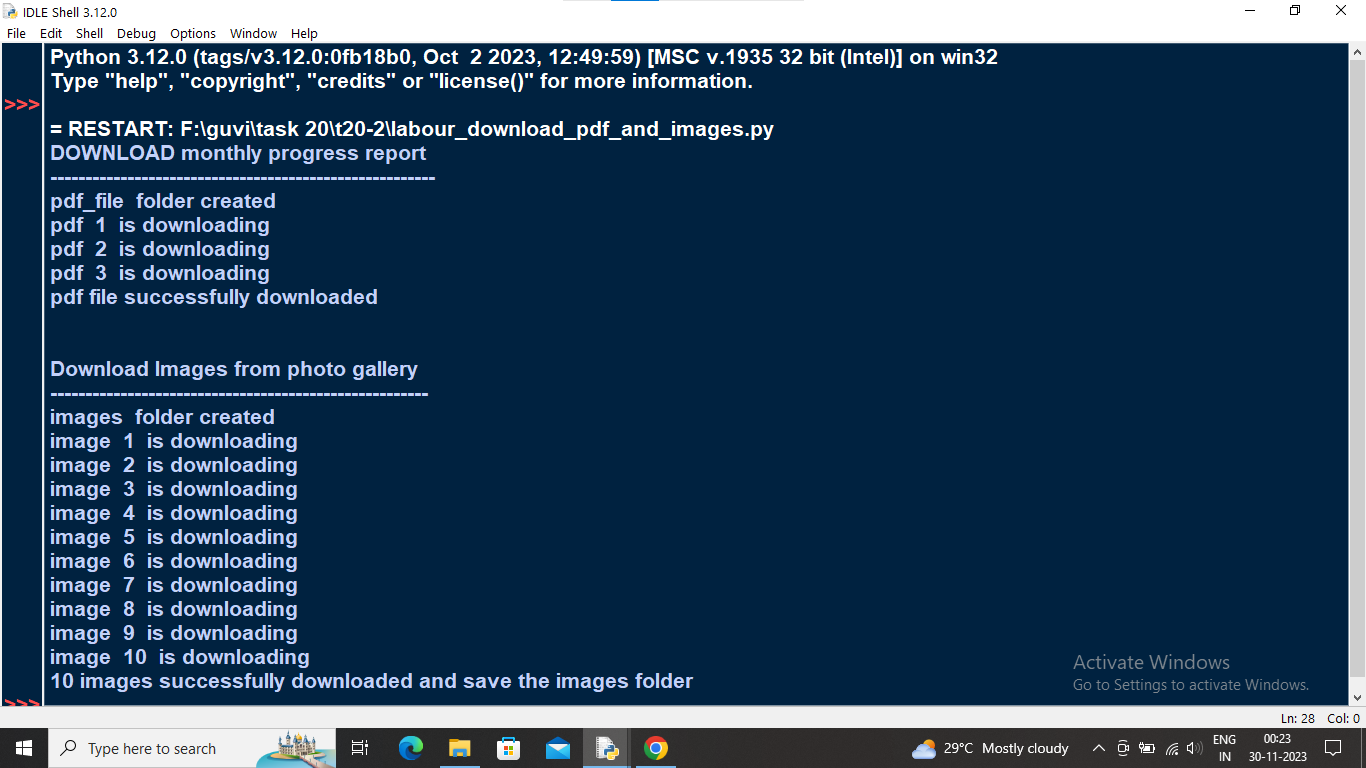 IDLE Shell 3.12.0
File Edit Shell Debug Options Window Help
Python 3.12.0 (tags/v3.12.0:0fb18b0, Oct  2 2023, 12:49:59) [MSC v.1935 32 bit (Intel)] on win32
Type "help", "copyright", "credits" or "license()" for more information.
>>>
= RESTART: F:\guvi\task 20\t20-2\labour_download_pdf_and_images.py
DOWNLOAD monthly progress report
-------------------------------------------------------
pdf_file  folder created
pdf  1  is downloading
pdf  2  is downloading
pdf  3  is downloading
pdf file successfully downloaded
Download Images from photo gallery
------------------------------------------------------
images  folder created
image  1  is downloading
image  2  is downloading
image  3  is downloading
image  4  is downloading
image  5  is downloading
image  6  is downloading
image  7  is downloading
image  8  is downloading
image  9  is downloading
image  10  is downloading
10 images successfully downloaded and save the images folder
>>>
Activate Windows
Go to Settings to activate Windows.
Ln: 28 Col: 0
Type here to search
29°C Mostly cloudy
ENG
IN
00:23
30-11-2023